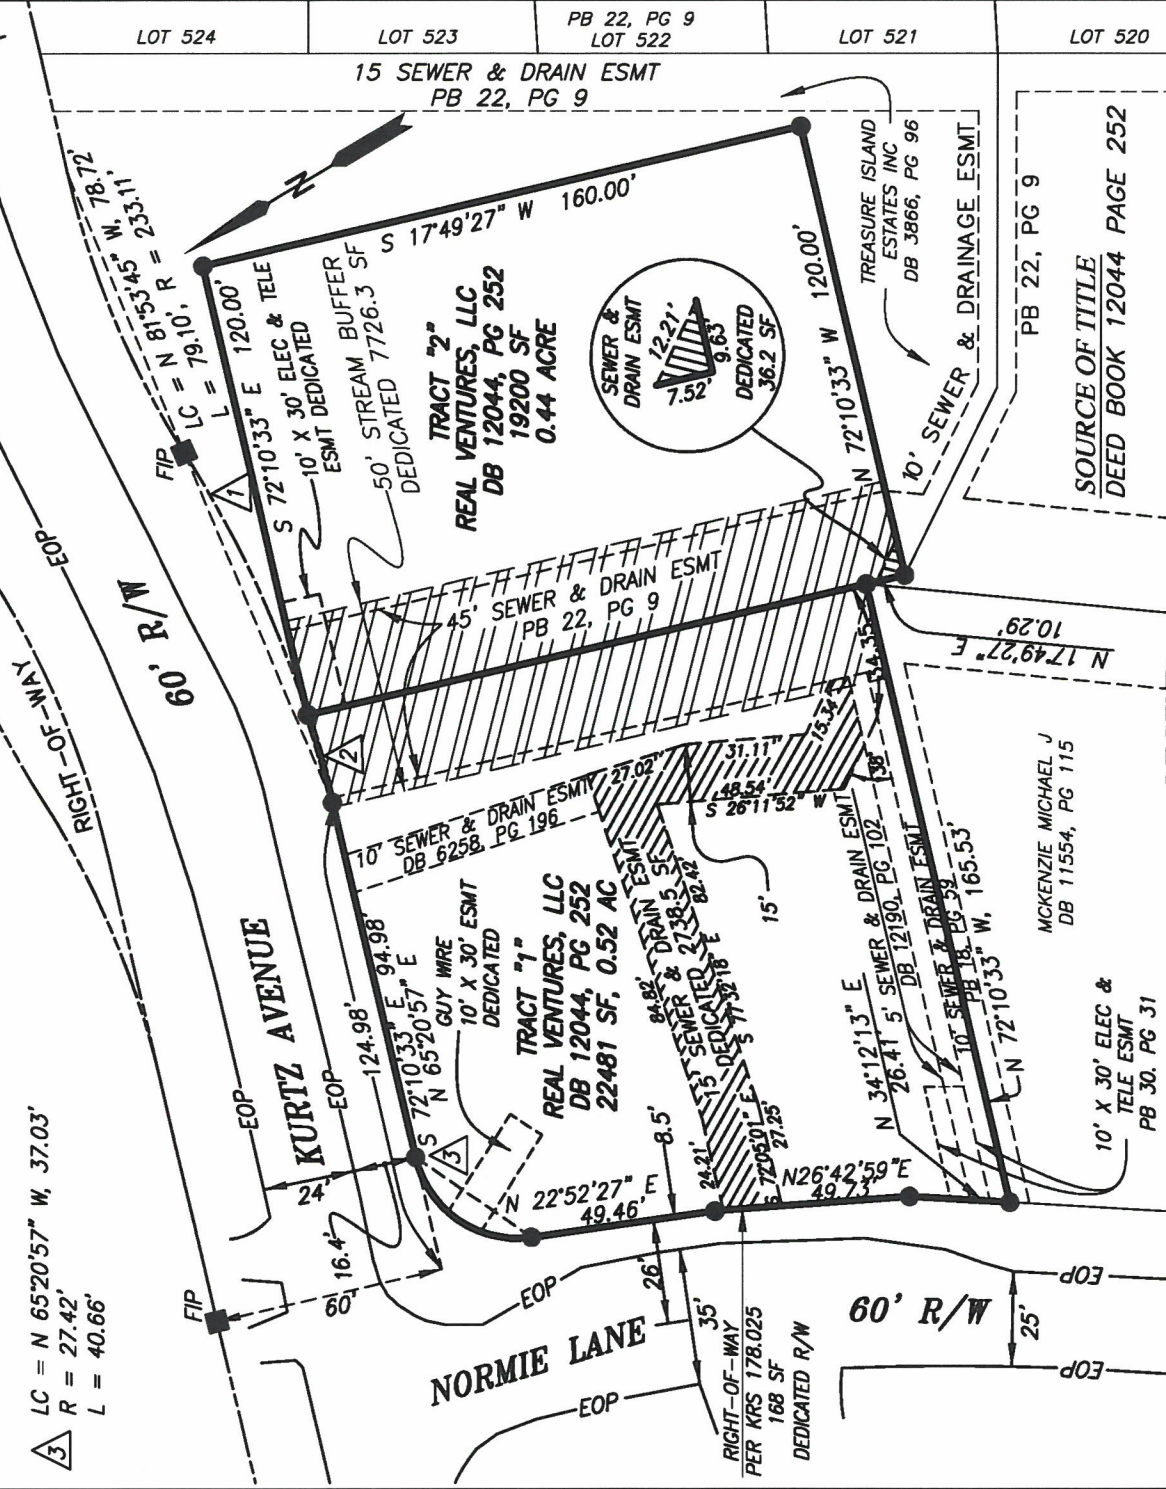 LOT 524
LOT 523
PB 22, PG 9
LOT 522
LOT 521
LOT 520
15 SEWER & DRAIN ESMT
PB 22, PG 9
LC = N 81°53'45" W, 78.72'
L = 79.10', R = 233.11'
FIP
N
1
S 72°10'33" E 120.00'
10' X 30' ELEC & TELE
ESMT DEDICATED
50' STREAM BUFFER
DEDICATED 7726.3 SF
S 17°49'27" W 160.00'
TRACT "2"
REAL VENTURES, LLC
DB 12044, PG 252
19200 SF
0.44 ACRE
SEWER &
DRAIN ESMT
12.21'
7.52'
9.63'
DEDICATED
36.2 SF
N 72°10'33" W 120.00'
TREASURE ISLAND
ESTATES INC
DB 3866, PG 96
10' SEWER & DRAINAGE ESMT
PB 22, PG 9
SOURCE OF TITLE
DEED BOOK 12044 PAGE 252
45' SEWER & DRAIN ESMT
PB 22, PG 9
N 17°49'27" E
10.29'
EOP
60' R/W
RIGHT-OF-WAY
2
10' SEWER & DRAIN ESMT
DB 6258, PG 196
27.02'
31.11'
15.34'
34.35'
48.54'
S 26°11'52" W
38'
15'
KURTZ AVENUE
EOP
EOP
124.98'
S 72°10'33" E 94.98'
N 65°20'57" E
GUY WIRE
10' X 30' ESMT
DEDICATED
TRACT "1"
REAL VENTURES, LLC
DB 12044, PG 252
22481 SF, 0.52 AC
84.82'
15' SEWER & DRAIN ESMT
DEDICATED 2738.5 SF
S 77°32'18" E
82.42'
24.21'
S 72°05'01" E
27.25'
N 34°12'13" E
26.41'
5' SEWER & DRAIN ESMT
DB 12190, PG 102
10' SEWER & DRAIN ESMT
PB 18, PG 59
N 72°10'33" W, 165.53'
MCKENZIE MICHAEL J
DB 11554, PG 115
10' X 30' ELEC &
TELE ESMT
PB 30. PG 31
3
24'
16.4'
60'
FIP
N 22°52'27" E
49.46'
8.5'
N26°42'59"E
49.73'
3
LC = N 65°20'57" W, 37.03'
R = 27.42'
L = 40.66'
EOP
NORMIE LANE
EOP
26'
35'
RIGHT-OF-WAY
PER KRS 178.025
168 SF
DEDICATED R/W
60' R/W
25'
EOP
EOP